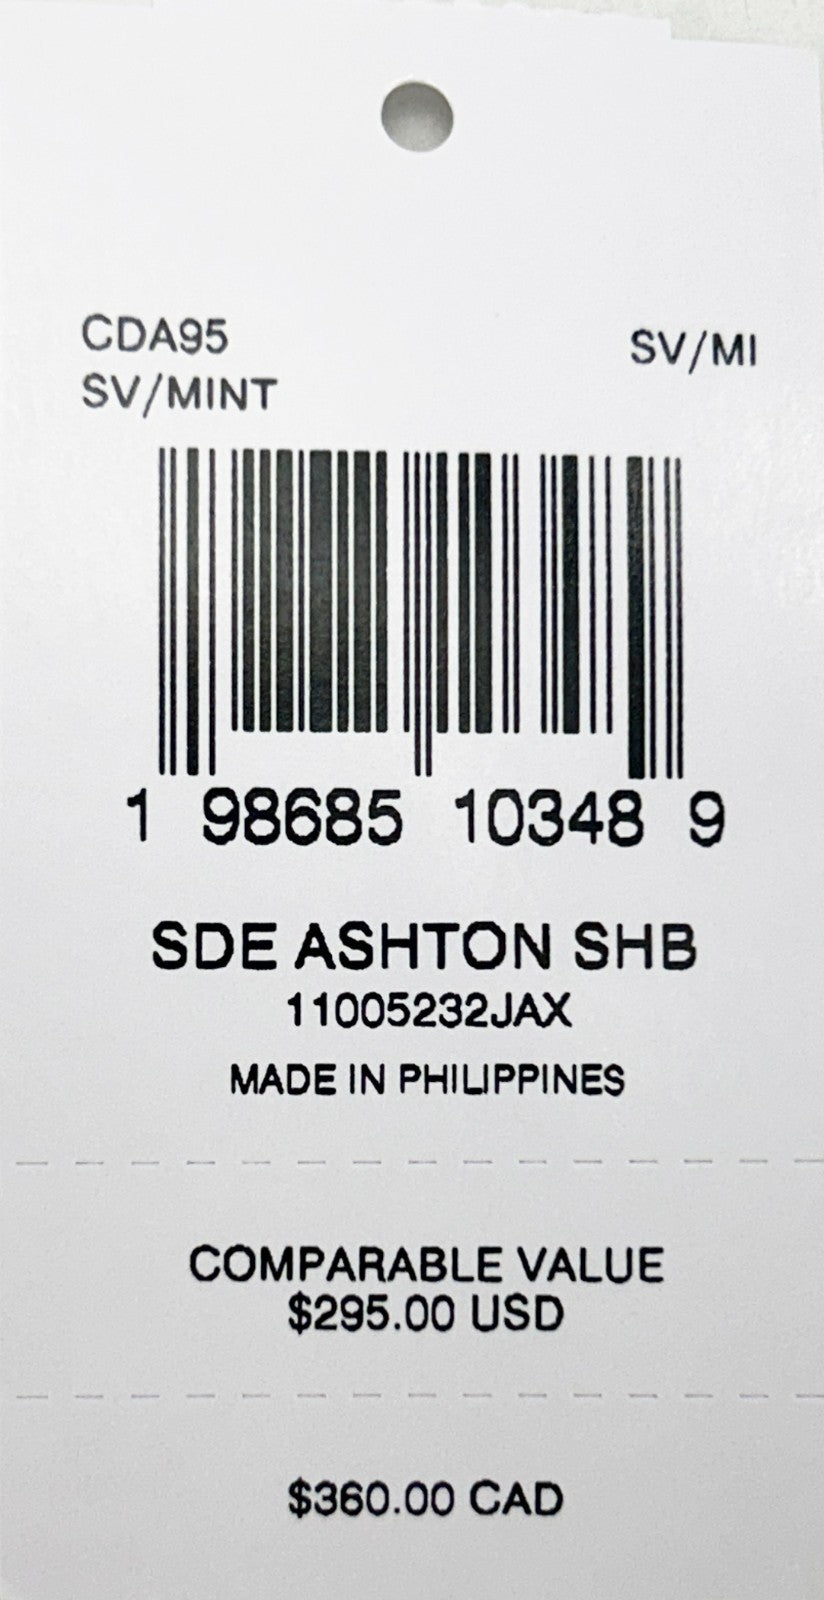 CDA95
SV/MI
SV/MINT
1 98685 10348 9
SDE ASHTON SHB
11005232JAX
MADE IN PHILIPPINES
COMPARABLE VALUE
$295.00 USD
$360.00 CAD